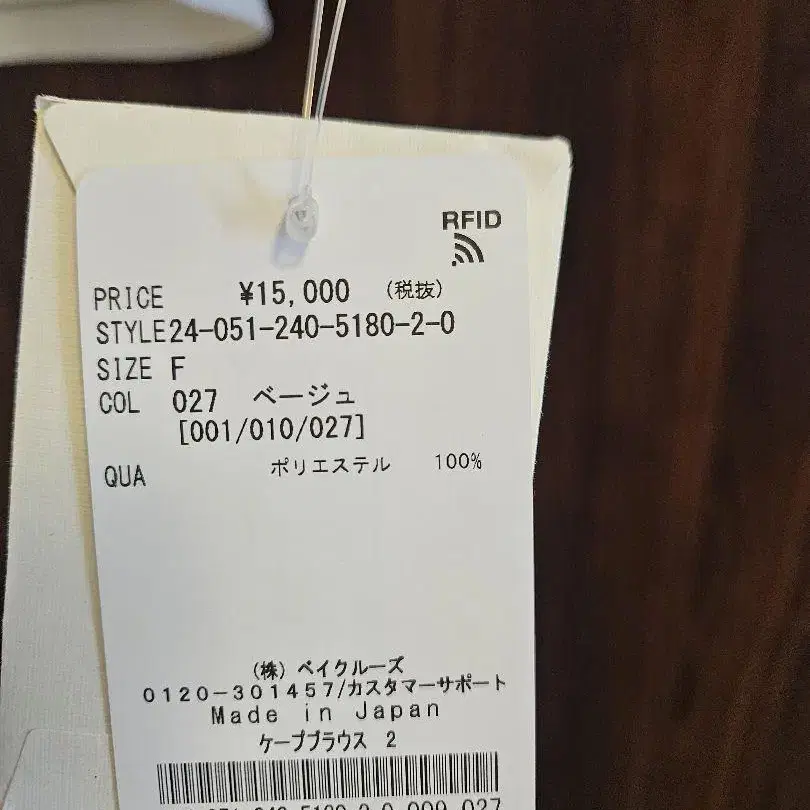 RFID
PRICE ¥15,000 (税抜)
STYLE24-051-240-5180-2-0
SIZE F
COL 027 ベージュ
[001/010/027]
QUA ポリエステル 100%
(株) ベイクルーズ
0120-301457/カスタマーサポート
Made in Japan
ケープブラウス 2